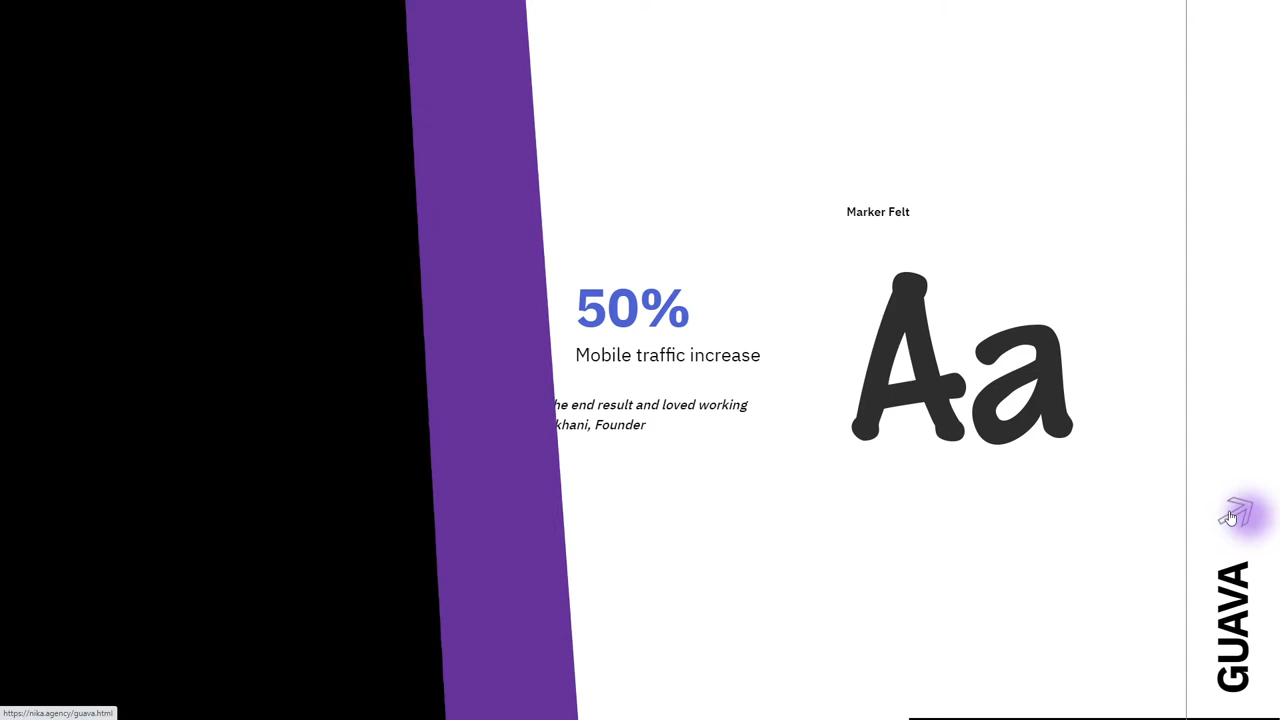 50%
Mobile traffic increase
he end result and loved working
khani, Founder
Marker Felt
Aa
GUAVA
https://nika.agency/guava.html